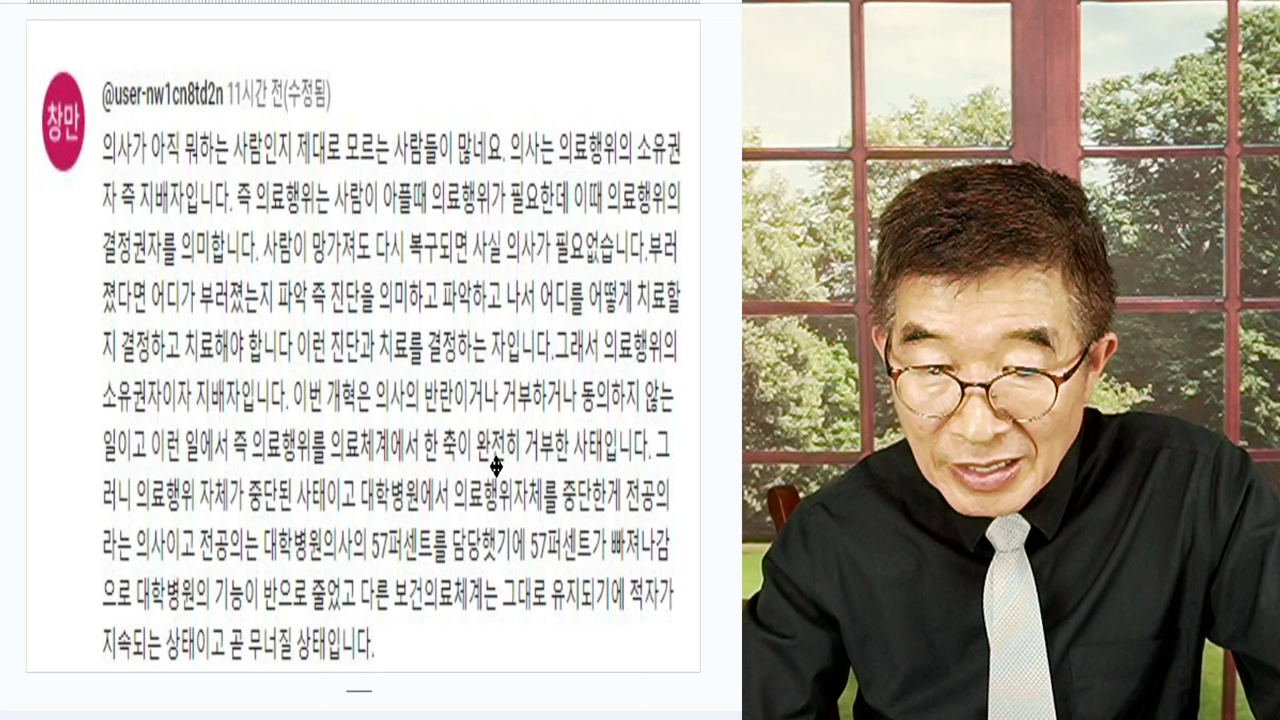 창만
@user-nw1cn8td2n 11시간 전(수정됨)
의사가 아직 뭐하는 사람인지 제대로 모르는 사람들이 많네요. 의사는 의료행위의 소유권
자 즉 지배자입니다. 즉 의료행위는 사람이 아플때 의료행위가 필요한데 이때 의료행위의
결정권자를 의미합니다. 사람이 망가져도 다시 복구되면 사실 의사가 필요없습니다.부러
졌다면 어디가 부러졌는지 파악 즉 진단을 의미하고 파악하고 나서 어디를 어떻게 치료할
지 결정하고 치료해야 합니다 이런 진단과 치료를 결정하는 자입니다.그래서 의료행위의
소유권자이자 지배자입니다. 이번 개혁은 의사의 반란이거나 거부하거나 동의하지 않는
일이고 이런 일에서 즉 의료행위를 의료체계에서 한 축이 완전히 거부한 사태입니다. 그
러니 의료행위 자체가 중단된 사태이고 대학병원에서 의료행위자체를 중단한게 전공의
라는 의사이고 전공의는 대학병원의사의 57퍼센트를 담당햇기에 57퍼센트가 빠져나감
으로 대학병원의 기능이 반으로 줄었고 다른 보건의료체계는 그대로 유지되기에 적자가
지속되는 상태이고 곧 무너질 상태입니다.